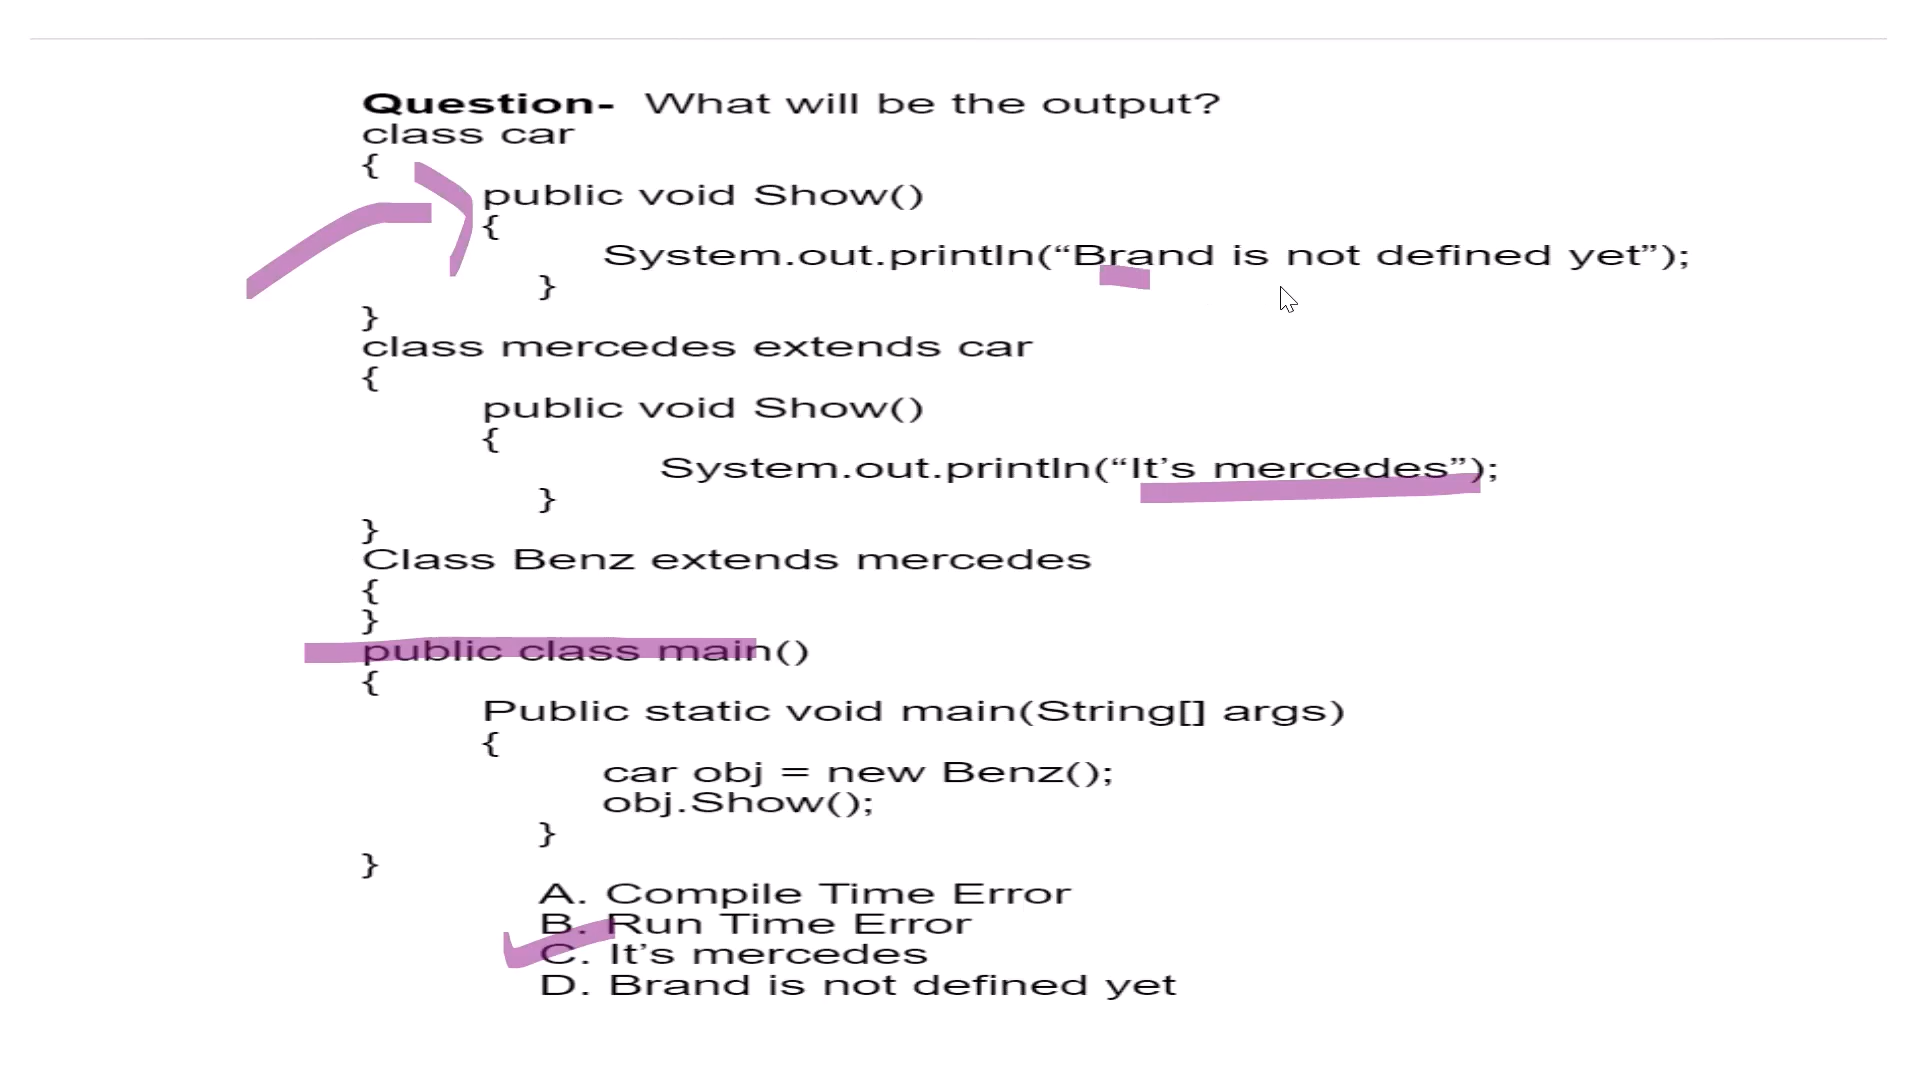 Question- What will be the output?
class car
{
public void Show()
{
System.out.println(“Brand is not defined yet”);
}
}
class mercedes extends car
{
public void Show()
{
System.out.println(“It’s mercedes”);
}
}
Class Benz extends mercedes
{
}
public class main()
{
Public static void main(String[] args)
{
car obj = new Benz();
obj.Show();
}
}
A. Compile Time Error
B. Run Time Error
C. It’s mercedes
D. Brand is not defined yet